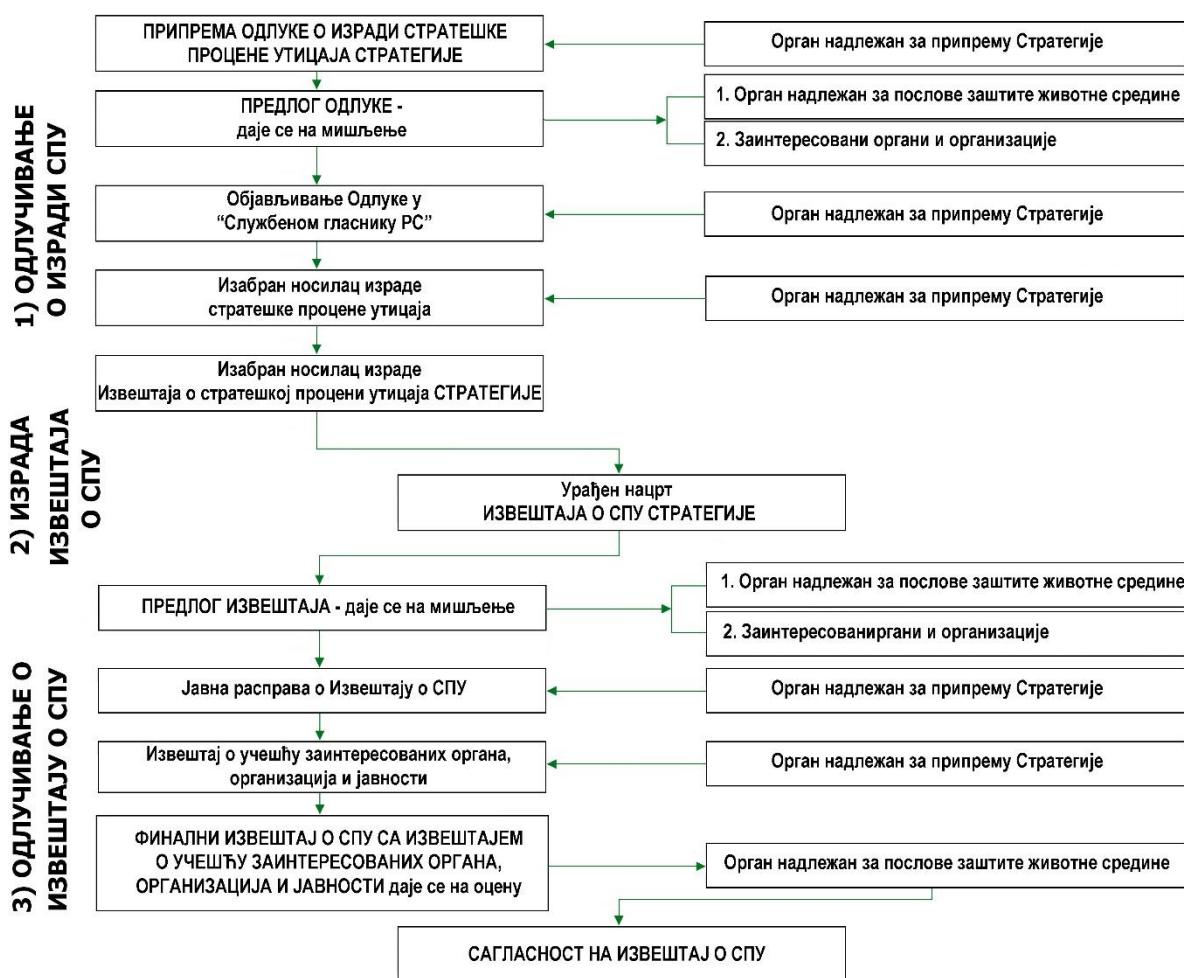 1) ОДЛУЧИВАЊЕ
О ИЗРАДИ СПУ
ПРИПРЕМА ОДЛУКЕ О ИЗРАДИ СТРАТЕШКЕ
ПРОЦЕНЕ УТИЦАЈА СТРАТЕГИЈЕ
Орган надлежан за припрему Стратегије
ПРЕДЛОГ ОДЛУКЕ -
даје се на мишљење
1. Орган надлежан за послове заштите животне средине
2. Заинтересовани органи и организације
Објављивање Одлуке у
“Службеном гласнику РС”
Орган надлежан за припрему Стратегије
Изабран носилац израде
стратешке процене утицаја
Орган надлежан за припрему Стратегије
Изабран носилац израде
Извештаја о стратешкој процени утицаја СТРАТЕГИЈЕ
2) ИЗРАДА
ИЗВЕШТАЈА
О СПУ
Урађен нацрт
ИЗВЕШТАЈА О СПУ СТРАТЕГИЈЕ
3) ОДЛУЧИВАЊЕ О
ИЗВЕШТАЈУ О СПУ
ПРЕДЛОГ ИЗВЕШТАЈА - даје се на мишљење
1. Орган надлежан за послове заштите животне средине
2. Заинтересованиргани и организације
Јавна расправа о Извештају о СПУ
Орган надлежан за припрему Стратегије
Извештај о учешћу заинтересованих органа,
организација и јавности
Орган надлежан за припрему Стратегије
ФИНАЛНИ ИЗВЕШТАЈ О СПУ СА ИЗВЕШТАЈЕМ
О УЧЕШЋУ ЗАИНТЕРЕСОВАНИХ ОРГАНА,
ОРГАНИЗАЦИЈА И ЈАВНОСТИ даје се на оцену
Орган надлежан за послове заштите животне средине
САГЛАСНОСТ НА ИЗВЕШТАЈ О СПУ